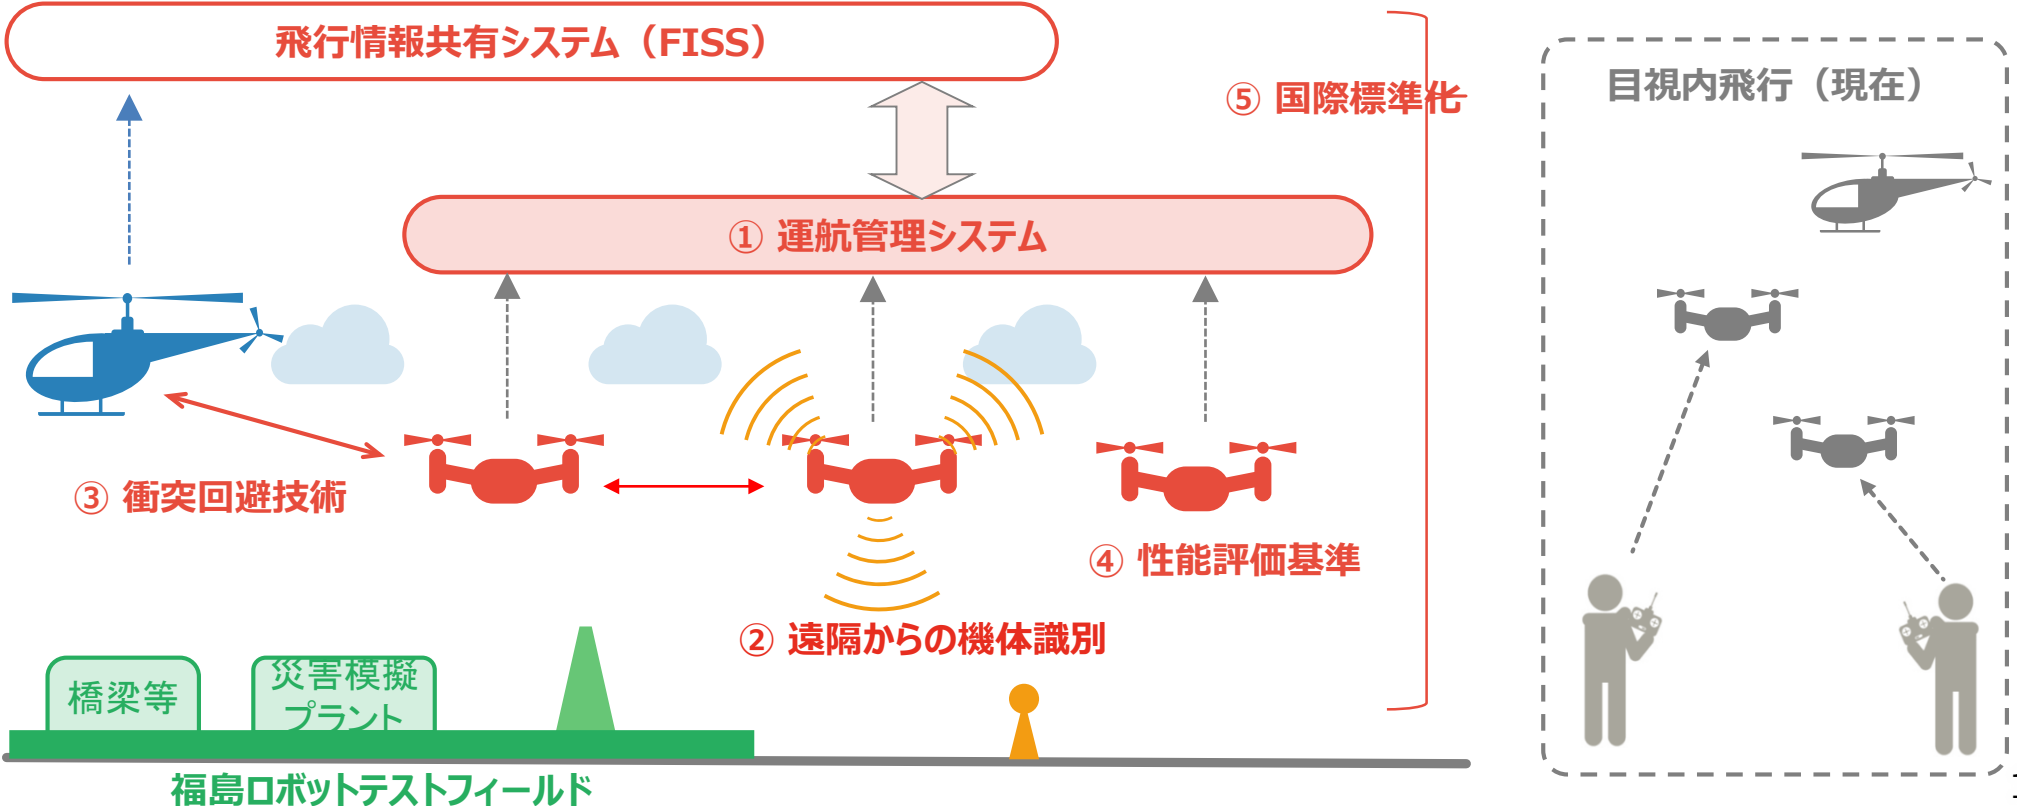 飛行情報共有システム（FISS）
⑤ 国際標準化
目視内飛行（現在）
① 運航管理システム
③ 衝突回避技術
④ 性能評価基準
② 遠隔からの機体識別
橋梁等
災害模擬
プラント
福島ロボットテストフィールド